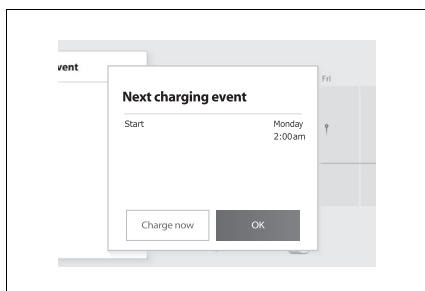 vent
Fri
Next charging event
Start Monday
2:00am
Charge now OK